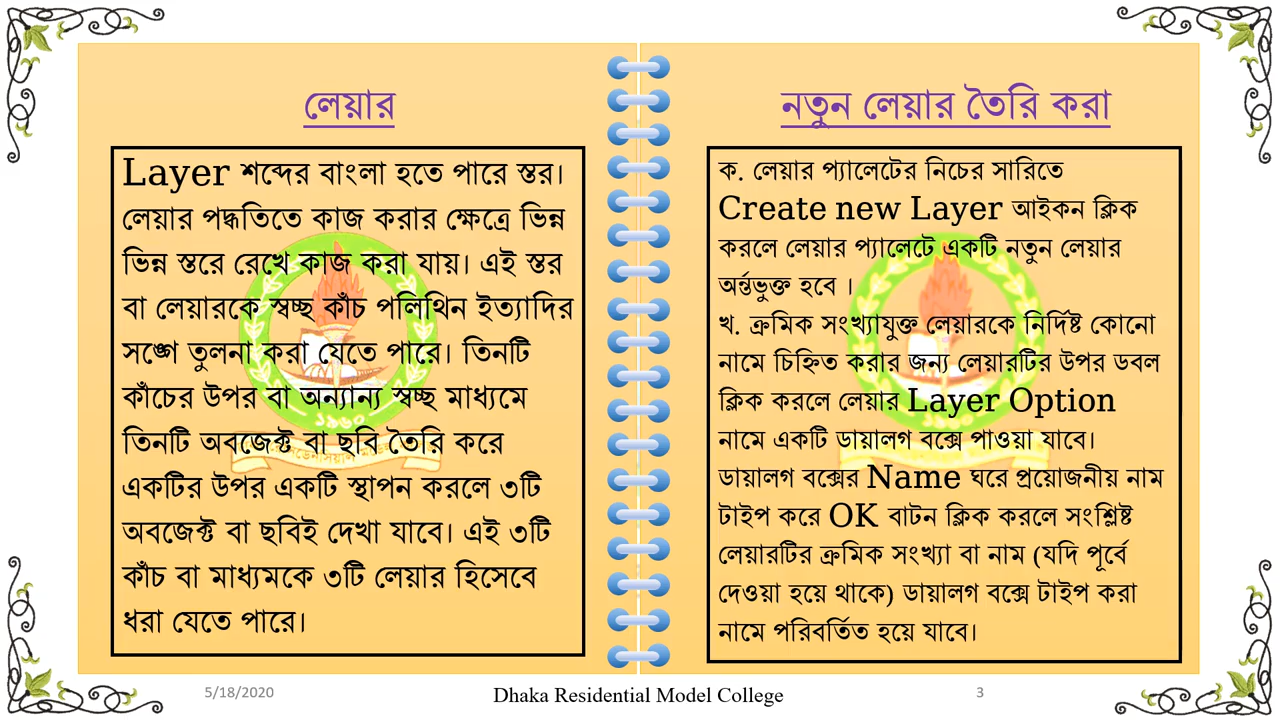 লেয়ার
Layer শব্দের বাংলা হতে পারে স্তর।
লেয়ার পদ্ধতিতে কাজ করার ক্ষেত্রে ভিন্ন
ভিন্ন স্তরে রেখে কাজ করা যায়। এই স্তর
বা লেয়ারকে স্বচ্ছ কাঁচ পলিথিন ইত্যাদির
সঙ্গে তুলনা করা যেতে পারে। তিনটি
কাঁচের উপর বা অন্যান্য স্বচ্ছ মাধ্যমে
তিনটি অবজেক্ট বা ছবি তৈরি করে
একটির উপর একটি স্থাপন করলে ৩টি
অবজেক্ট বা ছবিই দেখা যাবে। এই ৩টি
কাঁচ বা মাধ্যমকে ৩টি লেয়ার হিসেবে
ধরা যেতে পারে।
নতুন লেয়ার তৈরি করা
ক. লেয়ার প্যালেটের নিচের সারিতে
Create new Layer আইকন ক্লিক
করলে লেয়ার প্যালেটে একটি নতুন লেয়ার
অর্ন্তভুক্ত হবে ।
খ. ক্রমিক সংখ্যাযুক্ত লেয়ারকে নির্দিষ্ট কোনো
নামে চিহ্নিত করার জন্য লেয়ারটির উপর ডবল
ক্লিক করলে লেয়ার Layer Option
নামে একটি ডায়ালগ বক্সে পাওয়া যাবে।
ডায়ালগ বক্সের Name ঘরে প্রয়োজনীয় নাম
টাইপ করে OK বাটন ক্লিক করলে সংশ্লিষ্ট
লেয়ারটির ক্রমিক সংখ্যা বা নাম (যদি পূর্বে
দেওয়া হয়ে থাকে) ডায়ালগ বক্সে টাইপ করা
নামে পরিবর্তিত হয়ে যাবে।
১৯৬০
5/18/2020
Dhaka Residential Model College
3